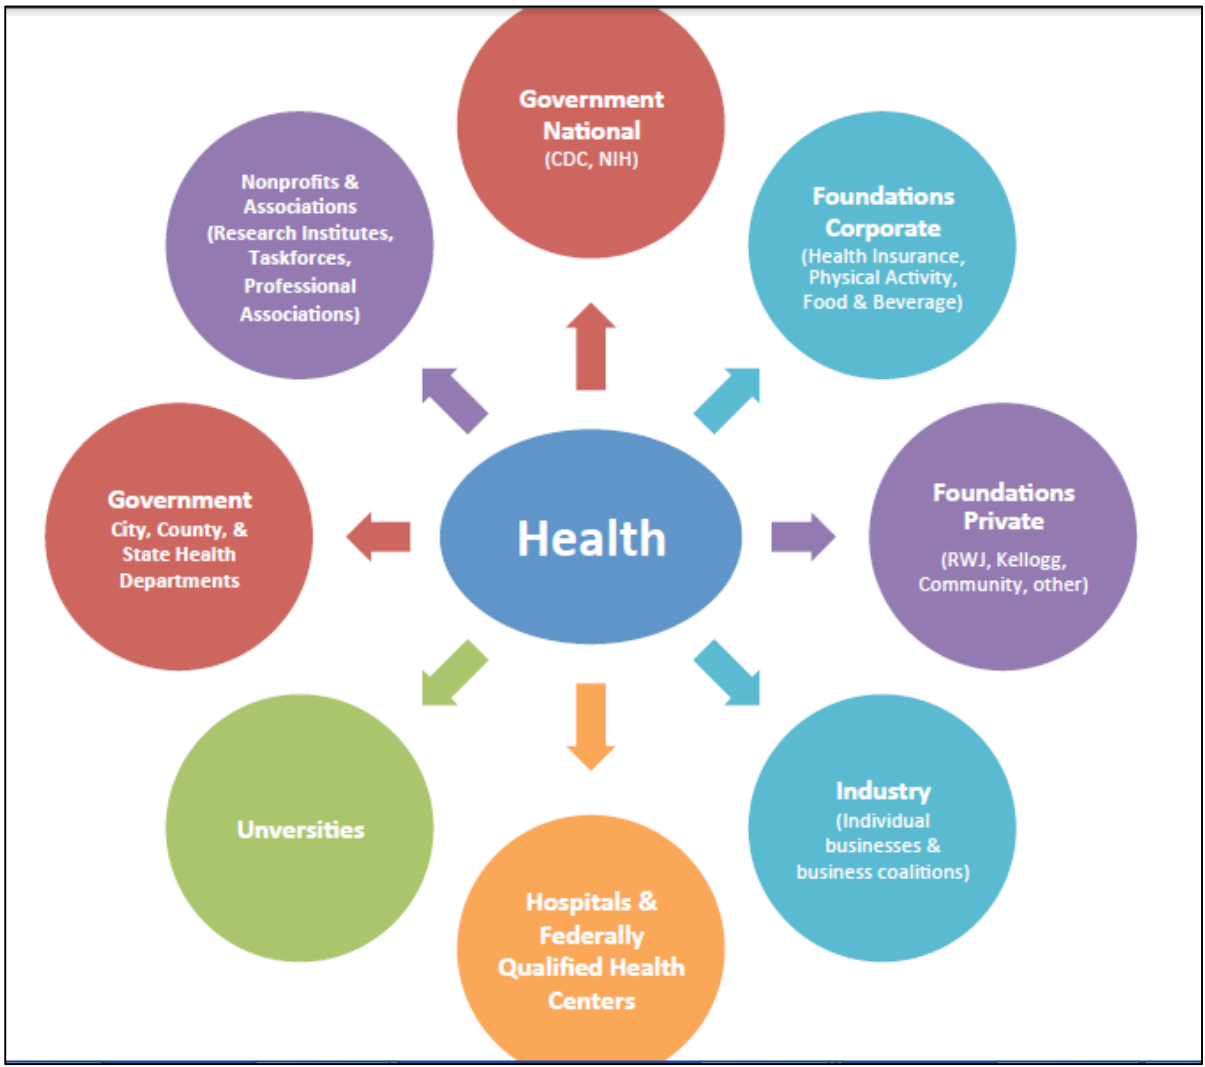 Government
National
(CDC, NIH)
Nonprofits &
Associations
(Research Institutes,
Taskforces,
Professional
Associations)
Foundations
Corporate
(Health Insurance,
Physical Activity,
Food & Beverage)
Government
City, County, &
State Health
Departments
Health
Foundations
Private
(RWJ, Kellogg,
Community, other)
Unversities
Industry
(Individual
businesses &
business coalitions)
Hospitals &
Federally
Qualified Health
Centers